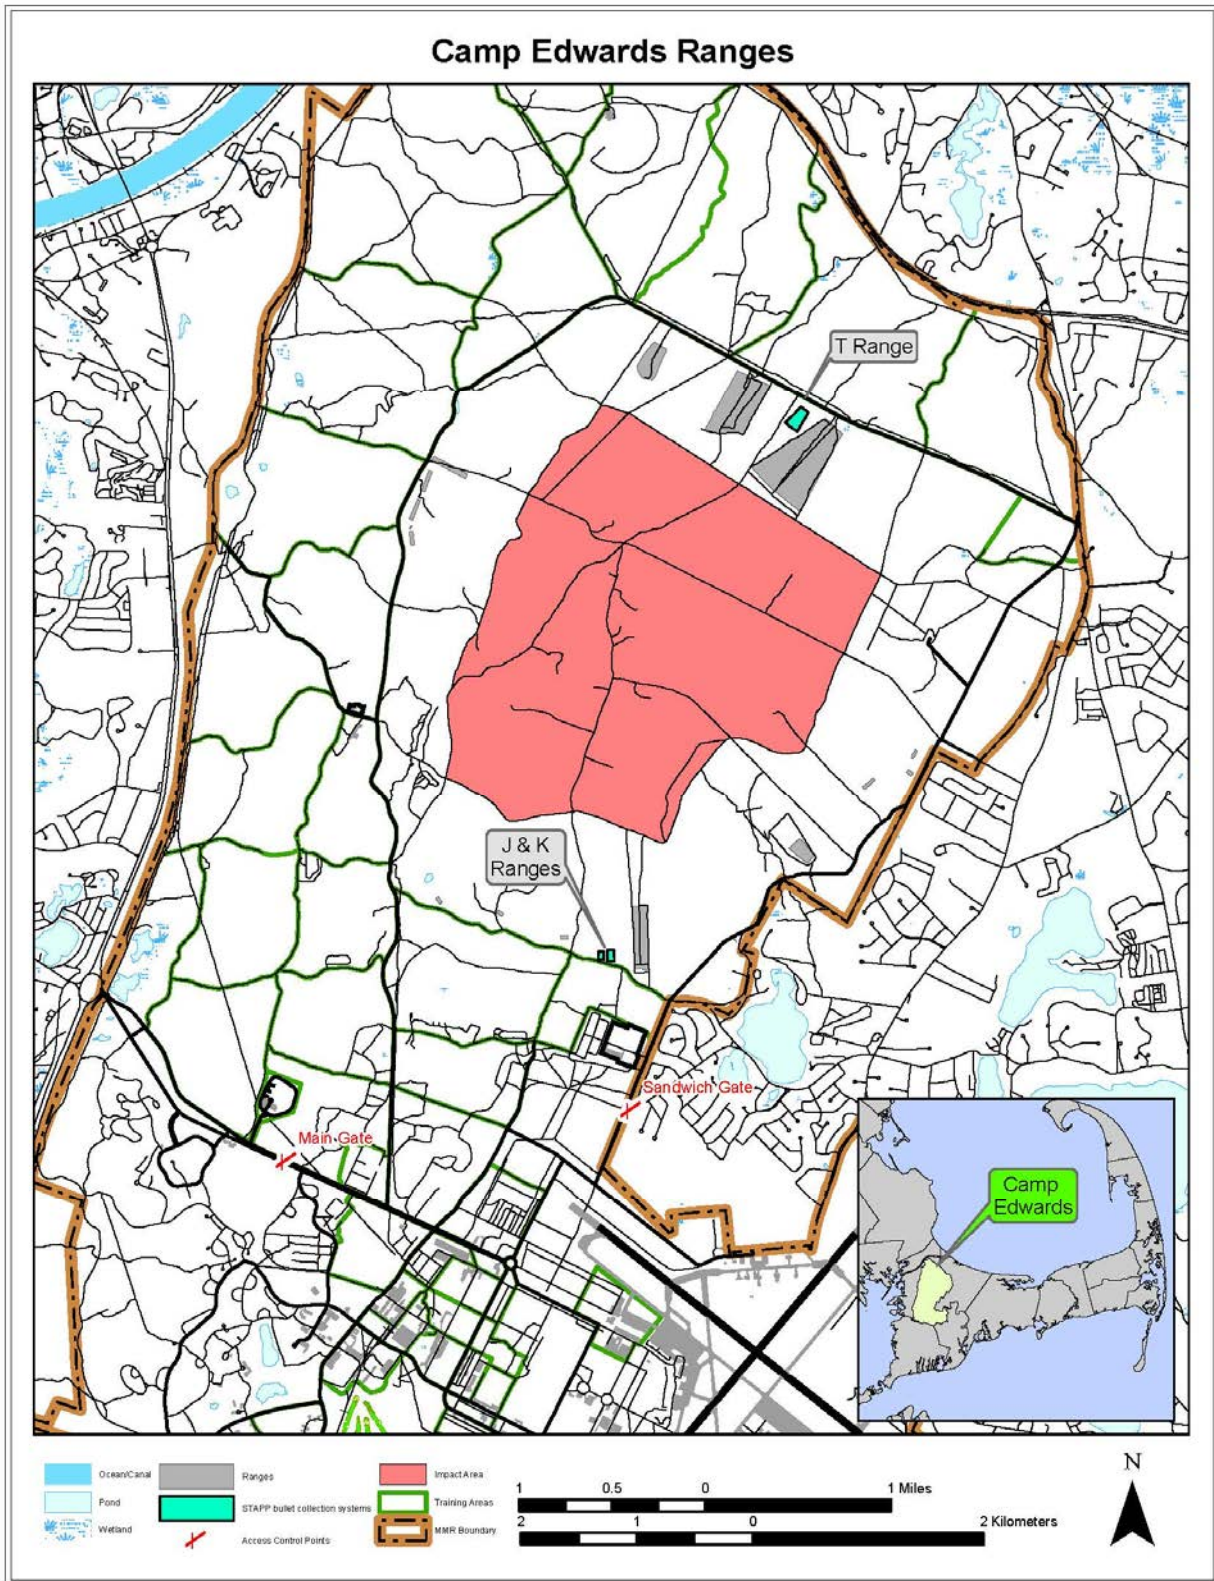 Camp Edwards Ranges
T Range
J & K
Ranges
Sandwich Gate
Main Gate
Camp
Edwards
Ocean/Canal
Pond
Wetland
Ranges
STAPP bullet collection systems
Access Control Points
Impact Area
Training Areas
MMR Boundary
1 0.5 0 1 Miles
2 1 0 2 Kilometers
N